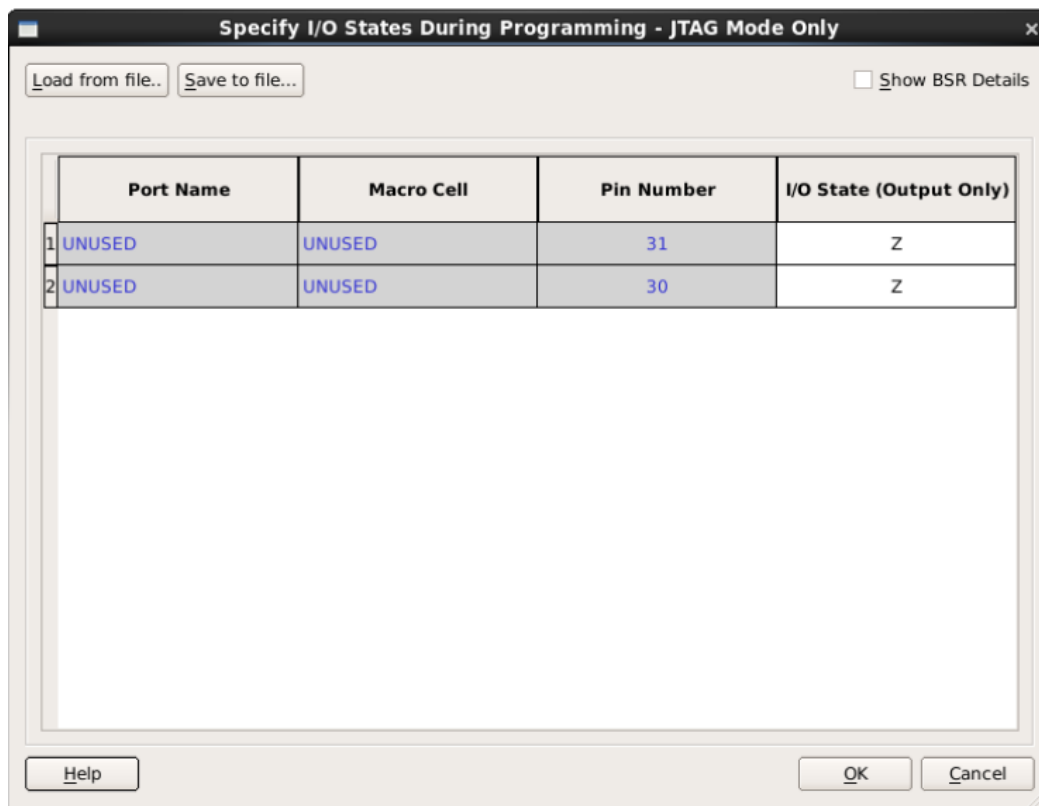 Specify I/O States During Programming - JTAG Mode Only
Load from file.. Save to file... Show BSR Details
Port Name Macro Cell Pin Number I/O State (Output Only)
1 UNUSED UNUSED 31 Z
2 UNUSED UNUSED 30 Z
Help OK Cancel